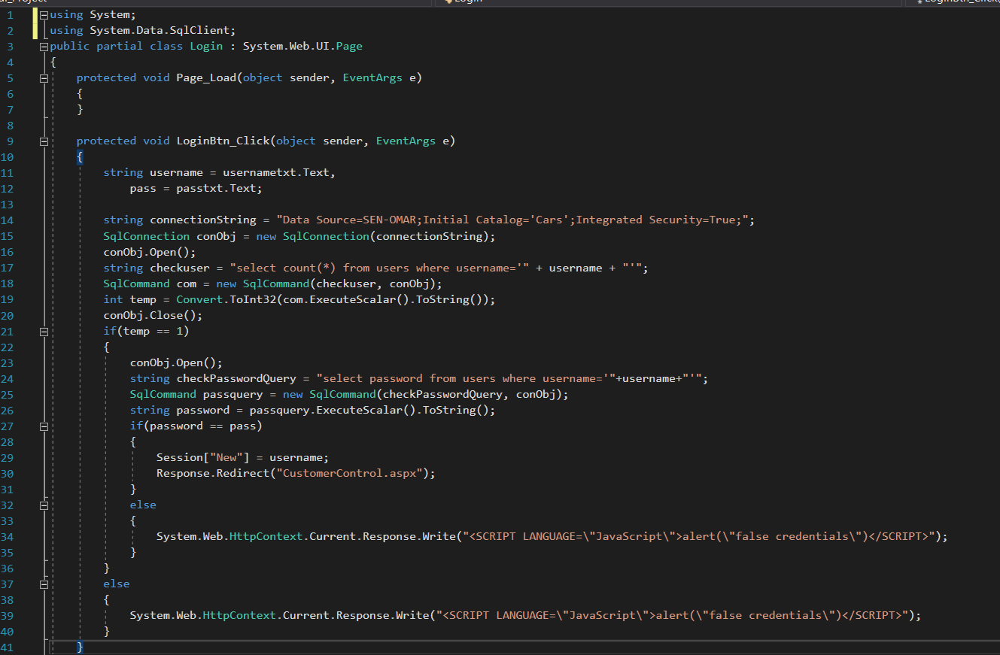 Login
1 using System;
2 using System.Data.SqlClient;
3 public partial class Login : System.Web.UI.Page
4 {
5 protected void Page_Load(object sender, EventArgs e)
6 {
7 }
8
9 protected void LoginBtn_Click(object sender, EventArgs e)
10 {
11 string username = usernametxt.Text,
12 pass = passtxt.Text;
13
14 string connectionString = "Data Source=SEN-OMAR;Initial Catalog='Cars';Integrated Security=True;";
15 SqlConnection conObj = new SqlConnection(connectionString);
16 conObj.Open();
17 string checkuser = "select count(*) from users where username='" + username + "'";
18 SqlCommand com = new SqlCommand(checkuser, conObj);
19 int temp = Convert.ToInt32(com.ExecuteScalar().ToString());
20 conObj.Close();
21 if(temp == 1)
22 {
23 conObj.Open();
24 string checkPasswordQuery = "select password from users where username='"+username+"'";
25 SqlCommand passquery = new SqlCommand(checkPasswordQuery, conObj);
26 string password = passquery.ExecuteScalar().ToString();
27 if(password == pass)
28 {
29 Session["New"] = username;
30 Response.Redirect("CustomerControl.aspx");
31 }
32 else
33 {
34 System.Web.HttpContext.Current.Response.Write("<SCRIPT LANGUAGE=\"JavaScript\">alert(\"false credentials\")</SCRIPT>");
35 }
36 }
37 else
38 {
39 System.Web.HttpContext.Current.Response.Write("<SCRIPT LANGUAGE=\"JavaScript\">alert(\"false credentials\")</SCRIPT>");
40 }
41 }